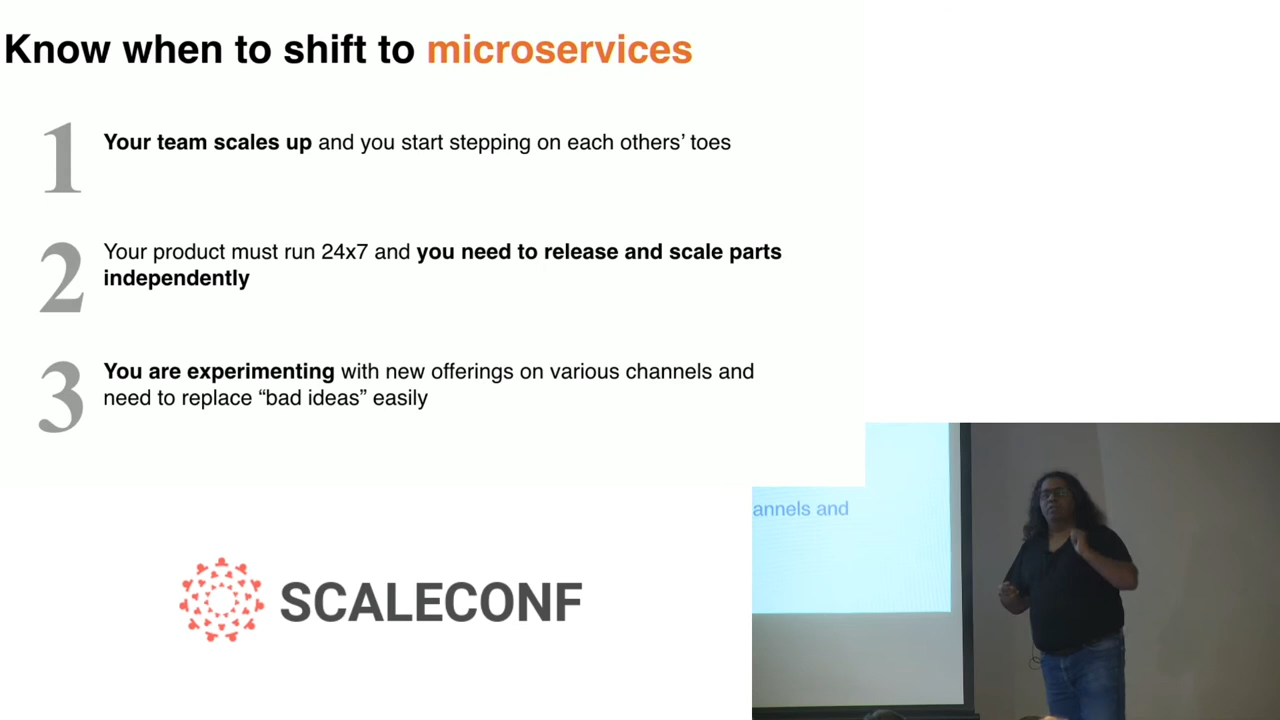 Know when to shift to microservices
1
Your team scales up and you start stepping on each others’ toes
2
Your product must run 24x7 and you need to release and scale parts
independently
3
You are experimenting with new offerings on various channels and
need to replace “bad ideas” easily
annels and
SCALECONF